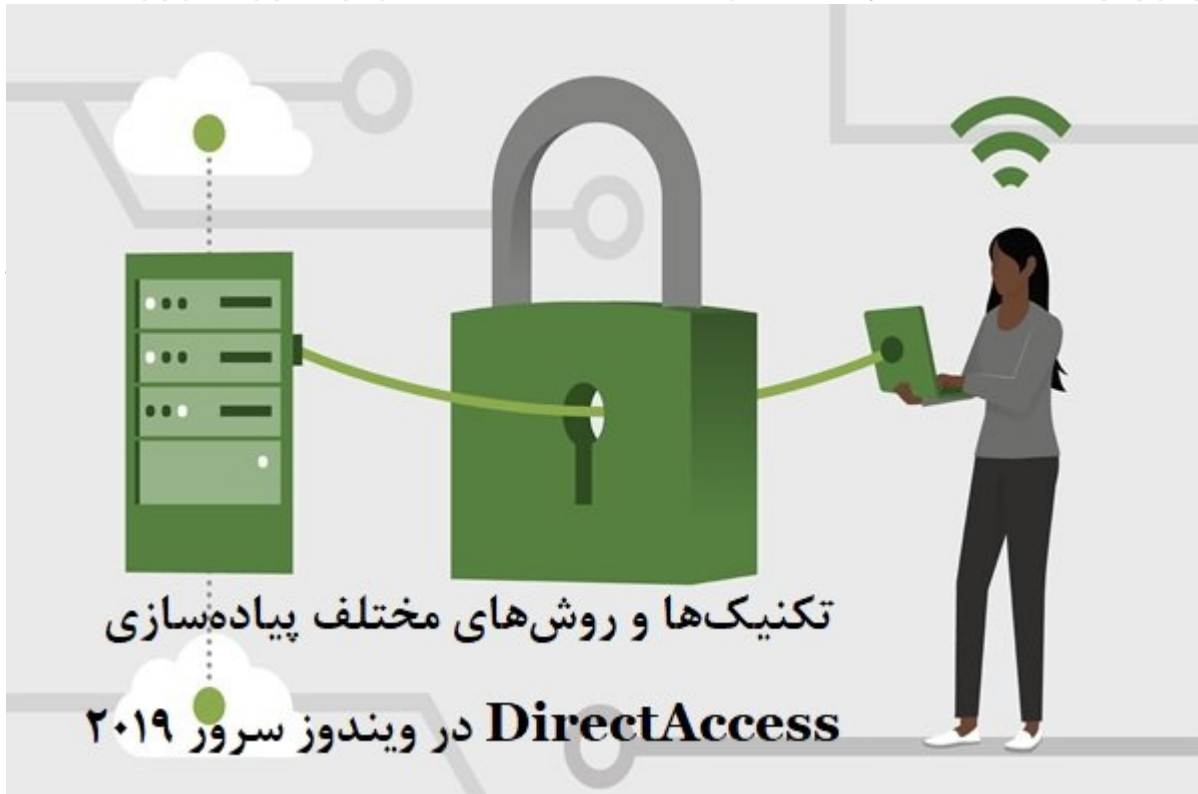 تکنیک‌ها و روش‌های مختلف پیاده‌سازی
DirectAccess در ویندوز سرور ۲۰۱۹